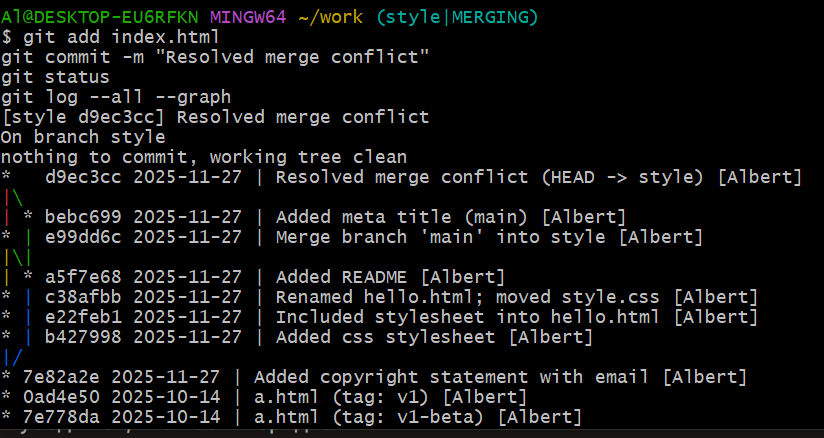 Al@DESKTOP-EU6RFKN MINGW64 ~/work (style|MERGING)
$ git add index.html
git commit -m "Resolved merge conflict"
git status
git log --all --graph
[style d9ec3cc] Resolved merge conflict
On branch style
nothing to commit, working tree clean
*   d9ec3cc 2025-11-27 | Resolved merge conflict (HEAD -> style) [Albert]
|\
| * bebc699 2025-11-27 | Added meta title (main) [Albert]
* | e99dd6c 2025-11-27 | Merge branch 'main' into style [Albert]
|\|
| * a5f7e68 2025-11-27 | Added README [Albert]
* | c38afbb 2025-11-27 | Renamed hello.html; moved style.css [Albert]
* | e22feb1 2025-11-27 | Included stylesheet into hello.html [Albert]
* | b427998 2025-11-27 | Added css stylesheet [Albert]
|/
* 7e82a2e 2025-11-27 | Added copyright statement with email [Albert]
* 0ad4e50 2025-10-14 | a.html (tag: v1) [Albert]
* 7e778da 2025-10-14 | a.html (tag: v1-beta) [Albert]